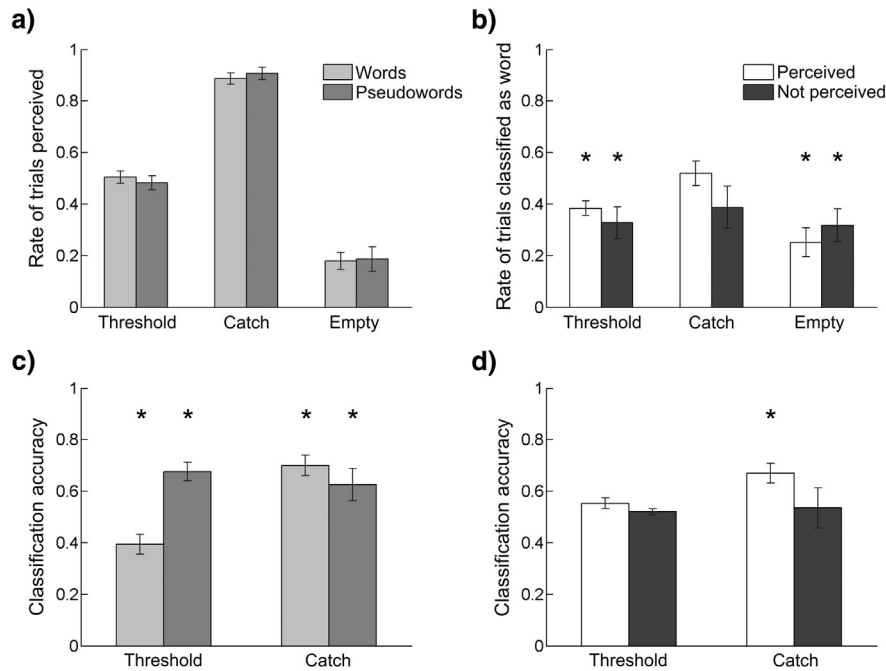 a)
Rate of trials perceived
1
0.8
0.6
0.4
0.2
0
Words
Pseudowords
Threshold Catch Empty
b)
Rate of trials classified as word
1
0.8
0.6
0.4
0.2
0
Perceived
Not perceived
* * * *
Threshold Catch Empty
c)
Classification accuracy
1
0.8
0.6
0.4
0.2
0
* * * *
Threshold Catch
d)
Classification accuracy
1
0.8
0.6
0.4
0.2
0
*
Threshold Catch